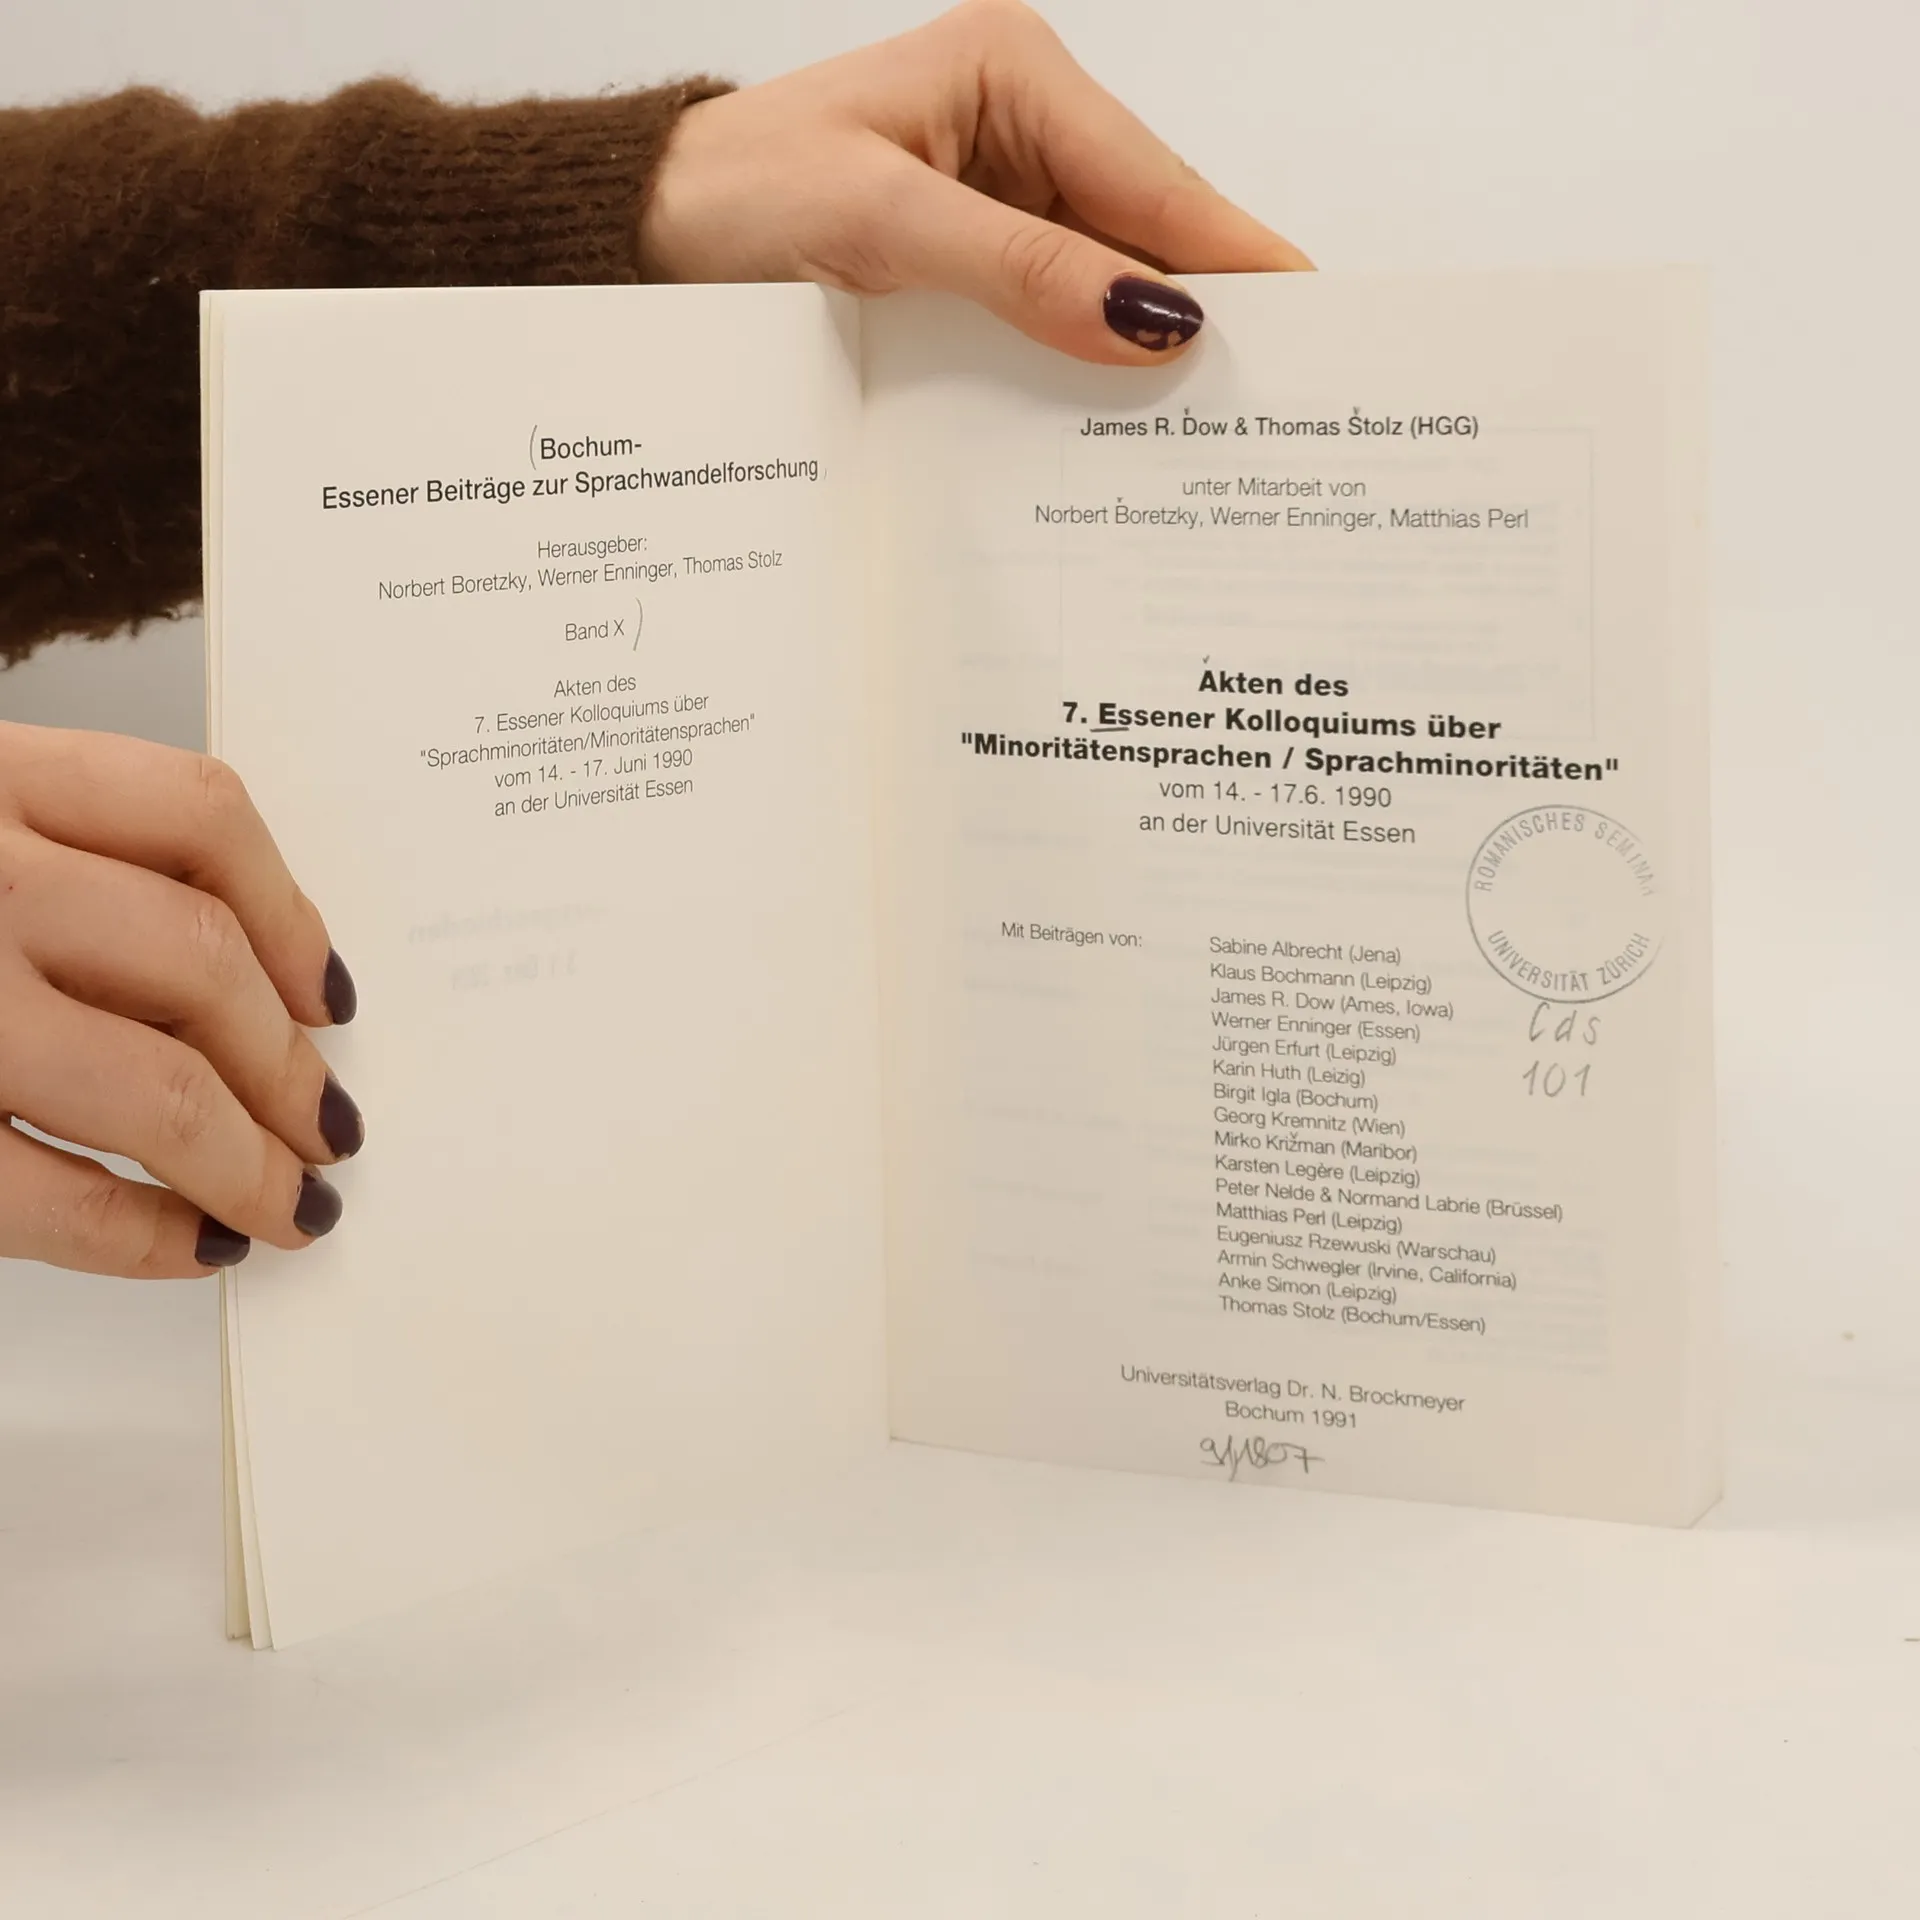 (Bochum-
Essener Beiträge zur Sprachwandelforschung
Herausgeber:
Norbert Boretzky, Werner Enninger, Thomas Stolz
Band X)
Akten des
7. Essener Kolloquiums über
"Sprachminoritäten/Minoritätensprachen"
vom 14. - 17. Juni 1990
an der Universität Essen
James R. Dow & Thomas Stolz (HGG)
unter Mitarbeit von
Norbert Boretzky, Werner Enninger, Matthias Perl
Akten des
7. Essener Kolloquiums über
"Minoritätensprachen / Sprachminoritäten"
vom 14. - 17.6. 1990
an der Universität Essen
ROMANISCHES SEMINAR
UNIVERSITÄT ZÜRICH
Cds
101
Mit Beiträgen von:
Sabine Albrecht (Jena)
Klaus Bochmann (Leipzig)
James R. Dow (Ames, Iowa)
Werner Enninger (Essen)
Jürgen Erfurt (Leipzig)
Karin Huth (Leizig)
Birgit Igla (Bochum)
Georg Kremnitz (Wien)
Mirko Križman (Maribor)
Karsten Legère (Leipzig)
Peter Nelde & Normand Labrie (Brüssel)
Matthias Perl (Leipzig)
Eugeniusz Rzewuski (Warschau)
Armin Schwegler (Irvine, California)
Anke Simon (Leipzig)
Thomas Stolz (Bochum/Essen)
Universitätsverlag Dr. N. Brockmeyer
Bochum 1991
91/1807